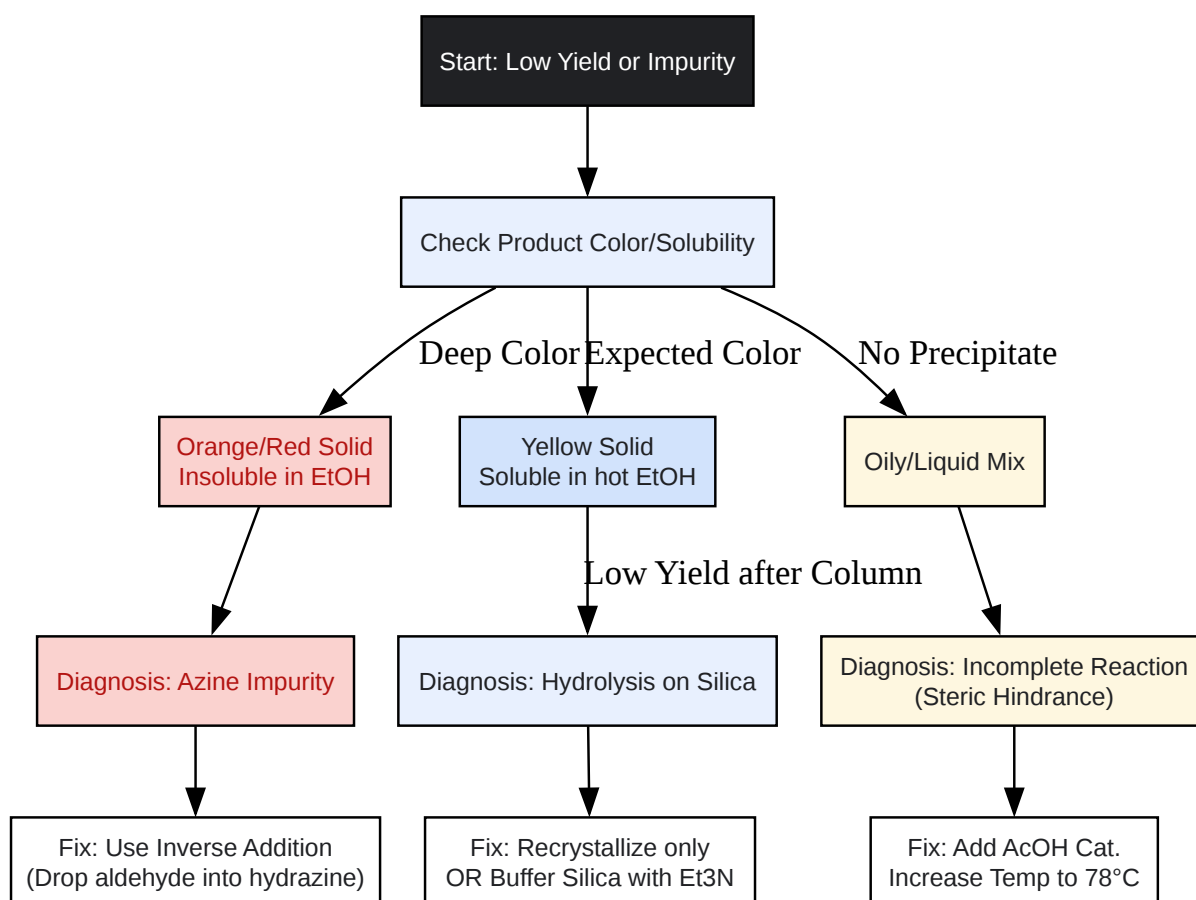 Start: Low Yield or Impurity
Check Product Color/Solubility
Deep Color
Expected Color
No Precipitate
Orange/Red Solid
Insoluble in EtOH
Yellow Solid
Soluble in hot EtOH
Oily/Liquid Mix
Low Yield after Column
Diagnosis: Azine Impurity
Diagnosis: Hydrolysis on Silica
Diagnosis: Incomplete Reaction
(Steric Hindrance)
Fix: Use Inverse Addition
(Drop aldehyde into hydrazine)
Fix: Recrystallize only
OR Buffer Silica with Et3N
Fix: Add AcOH Cat.
Increase Temp to 78°C